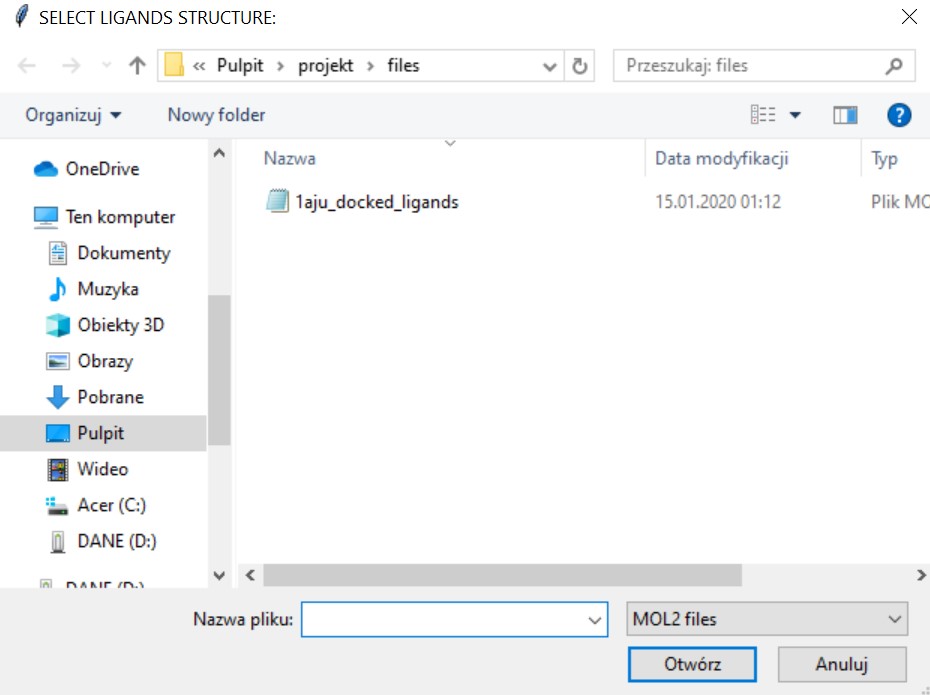 SELECT LIGANDS STRUCTURE:
« Pulpit › projekt › files
Przeszukaj: files
Organizuj
Nowy folder
Nazwa
Data modyfikacji
Typ
1aju_docked_ligands
15.01.2020 01:12
Plik MO
OneDrive
Ten komputer
Dokumenty
Muzyka
Obiekty 3D
Obrazy
Pobrane
Pulpit
Wideo
Acer (C:)
DANE (D:)
DANE (D:)
Nazwa pliku:
MOL2 files
Otwórz
Anuluj